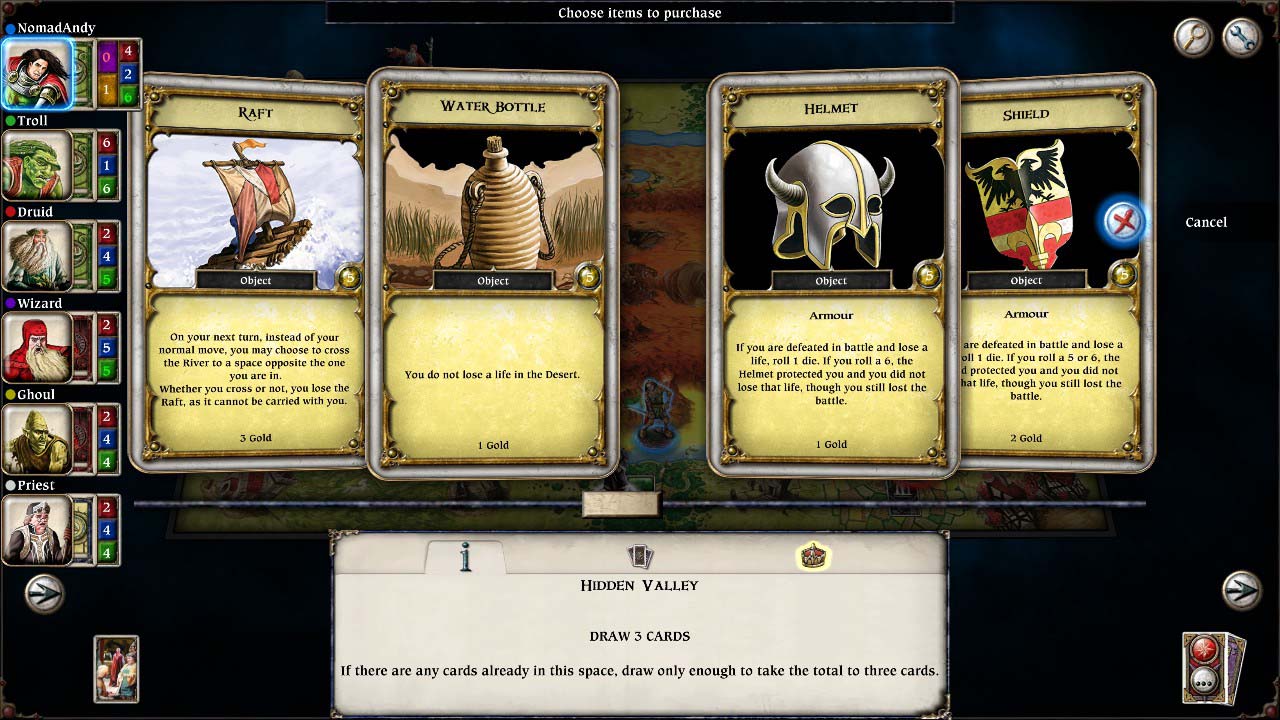 Choose items to purchase
NomadAndy
0
4
2
1
6
Troll
6
1
6
Druid
2
4
5
Wizard
2
5
5
Ghoul
2
4
4
Priest
2
4
4
Raft
Object
5
On your next turn, instead of your
normal move, you may choose to cross
the River to a space opposite the one
you are in.
Whether you cross or not, you lose the
Raft, as it cannot be carried with you.
3 Gold
Water Bottle
Object
5
You do not lose a life in the Desert.
1 Gold
Helmet
Object
5
Armour
If you are defeated in battle and lose a
life, roll 1 die. If you roll a 6, the
Helmet protected you and you did not
lose that life, though you still lost the
battle.
1 Gold
Shield
Object
5
Armour
are defeated in battle and lose a
oll 1 die. If you roll a 5 or 6, the
d protected you and you did not
hat life, though you still lost the
battle.
2 Gold
Cancel
i
Hidden Valley
DRAW 3 CARDS
If there are any cards already in this space, draw only enough to take the total to three cards.